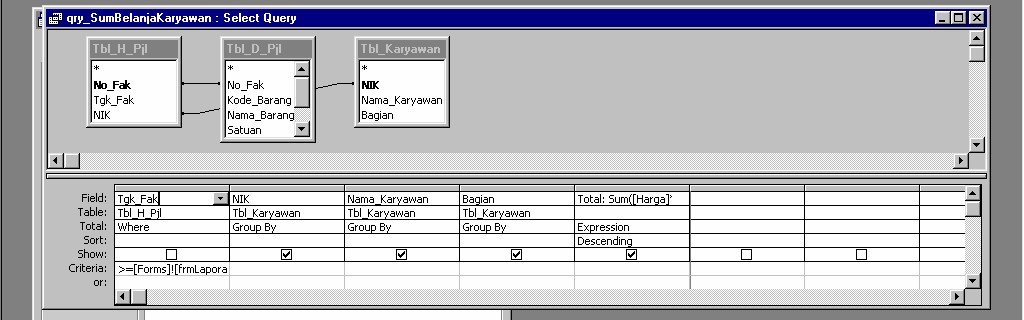 qry_SumBelanjaKaryawan : Select Query
Tbl_H_Pjl
*
No_Fak
Tgk_Fak
NIK
Tbl_D_Pjl
*
No_Fak
Kode_Barang
Nama_Barang
Satuan
Tbl_Karyawan
*
NIK
Nama_Karyawan
Bagian
Field: Tgk_Fak NIK Nama_Karyawan Bagian Total: Sum([Harga]*
Table: Tbl_H_Pjl Tbl_Karyawan Tbl_Karyawan Tbl_Karyawan
Total: Where Group By Group By Group By Expression
Sort: Descending
Show:
Criteria: >=[Forms]![frmLapora
or: